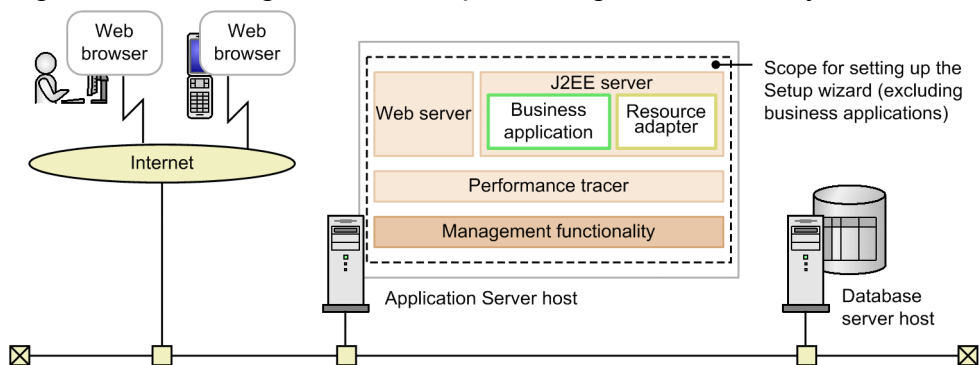 Web
browser
Web
browser
Internet
J2EE server
Web server
Business
application
Resource
adapter
Performance tracer
Management functionality
Scope for setting up the
Setup wizard (excluding
business applications)
Application Server host
Database
server host